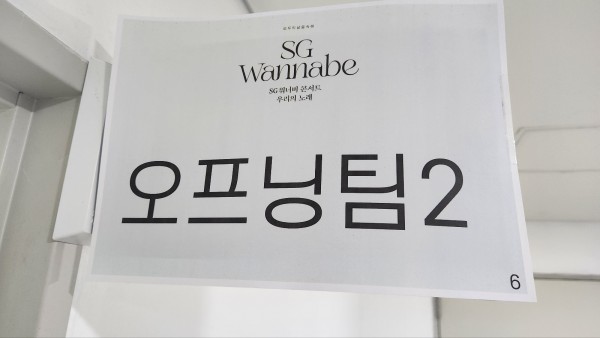 SG
Wannabe
SG워너비 콘서트
우리의 노래
오프닝팀2
6